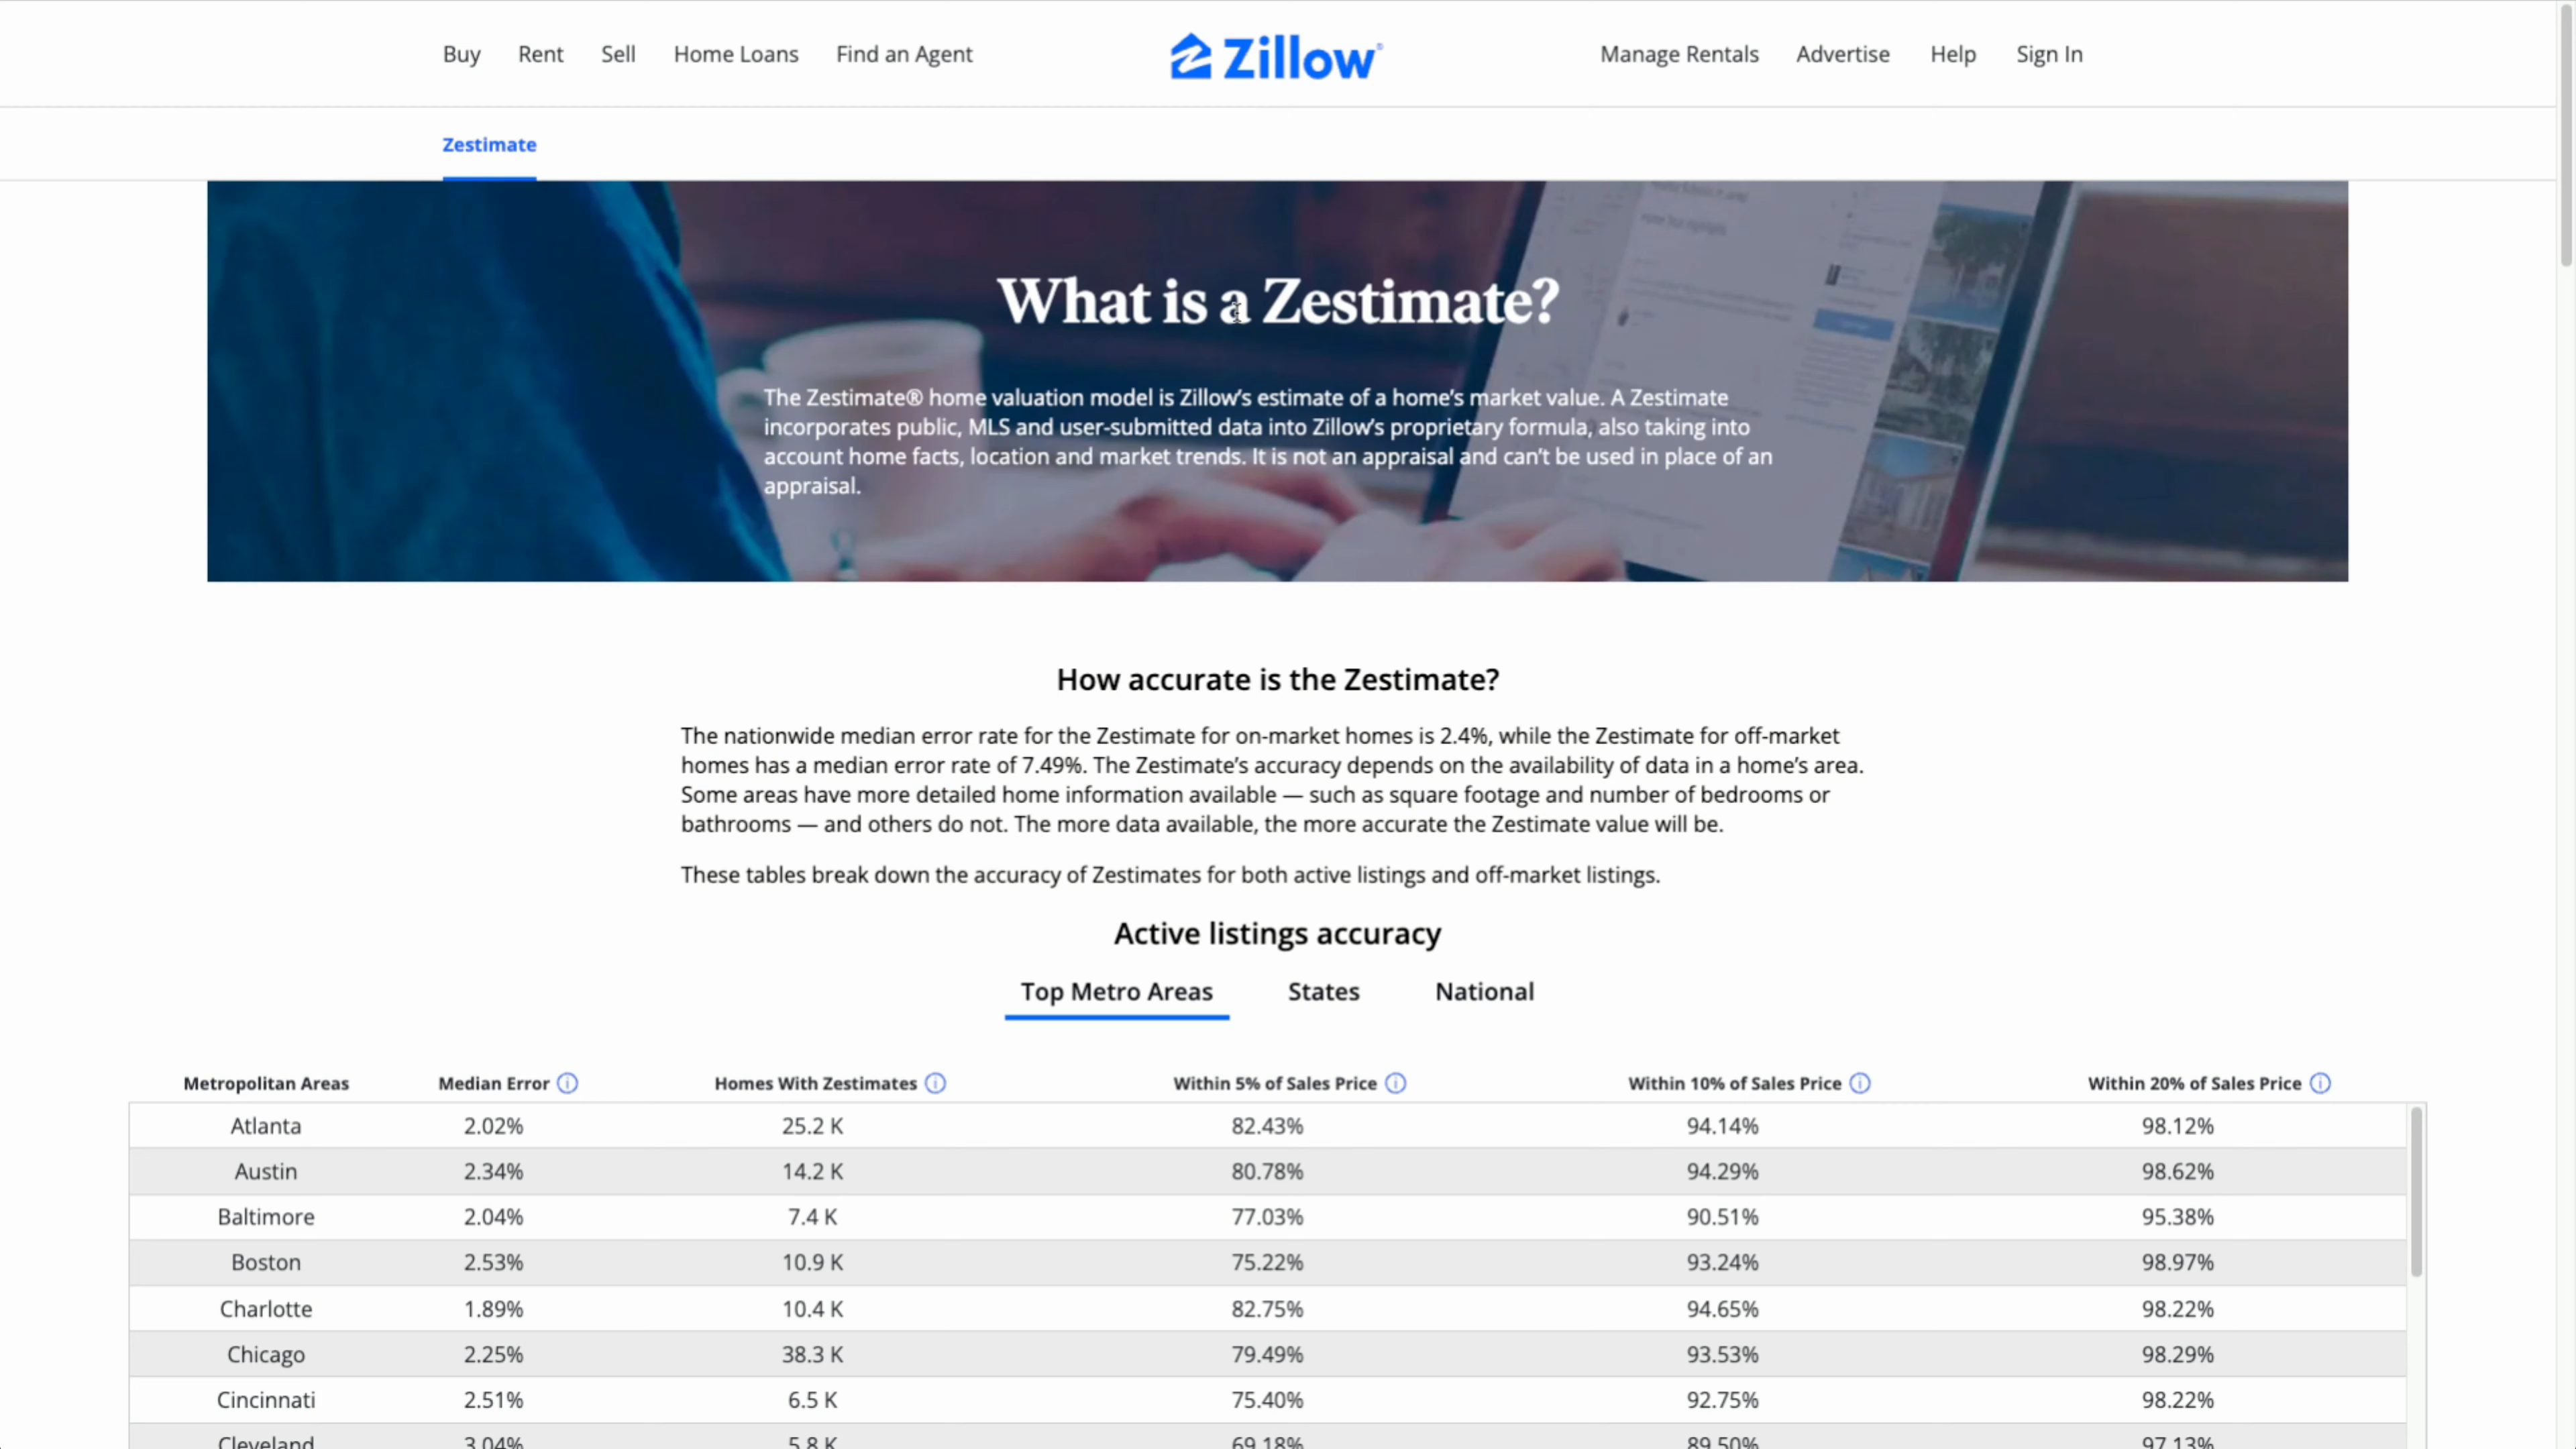 Buy Rent Sell Home Loans Find an Agent Zillow® Manage Rentals Advertise Help Sign In
Zestimate
What is a Zestimate?
The Zestimate® home valuation model is Zillow's estimate of a home's market value. A Zestimate
incorporates public, MLS and user-submitted data into Zillow's proprietary formula, also taking into
account home facts, location and market trends. It is not an appraisal and can't be used in place of an
appraisal.
How accurate is the Zestimate?
The nationwide median error rate for the Zestimate for on-market homes is 2.4%, while the Zestimate for off-market
homes has a median error rate of 7.49%. The Zestimate's accuracy depends on the availability of data in a home's area.
Some areas have more detailed home information available — such as square footage and number of bedrooms or
bathrooms — and others do not. The more data available, the more accurate the Zestimate value will be.
These tables break down the accuracy of Zestimates for both active listings and off-market listings.
Active listings accuracy
Top Metro Areas States National
Metropolitan Areas Median Error Homes With Zestimates Within 5% of Sales Price Within 10% of Sales Price Within 20% of Sales Price
Atlanta 2.02% 25.2 K 82.43% 94.14% 98.12%
Austin 2.34% 14.2 K 80.78% 94.29% 98.62%
Baltimore 2.04% 7.4 K 77.03% 90.51% 95.38%
Boston 2.53% 10.9 K 75.22% 93.24% 98.97%
Charlotte 1.89% 10.4 K 82.75% 94.65% 98.22%
Chicago 2.25% 38.3 K 79.49% 93.53% 98.29%
Cincinnati 2.51% 6.5 K 75.40% 92.75% 98.22%
Cleveland 3.04% 5.8 K 69.18% 89.50% 97.13%